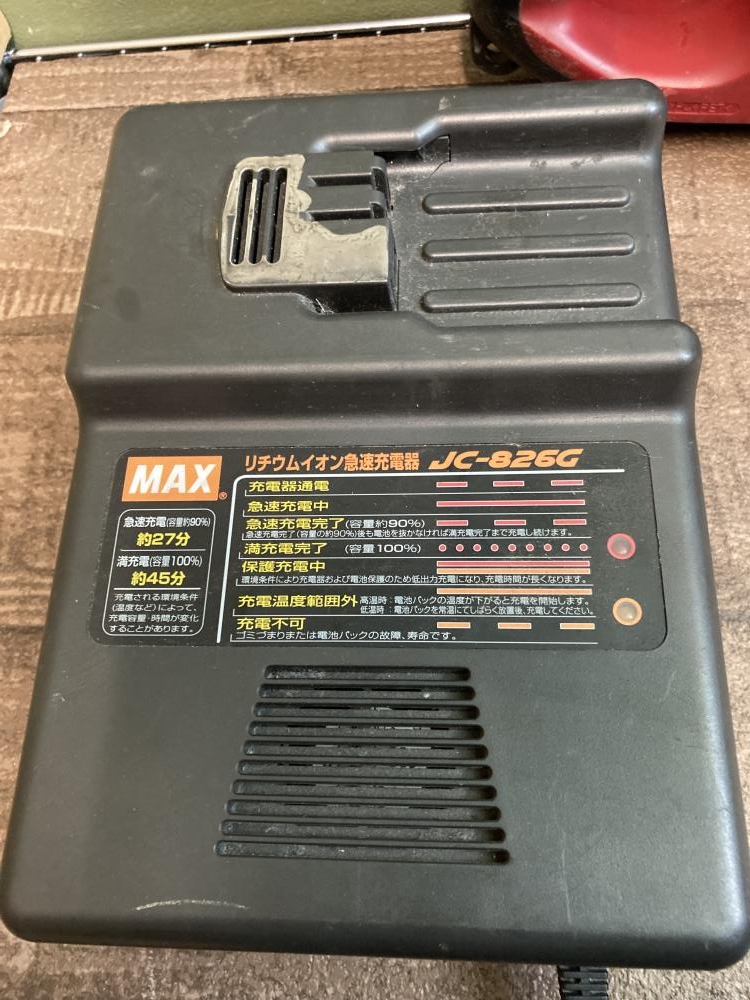 MAX®
リチウムイオン急速充電器 JC-826G
急速充電(容量約90%)
約27分
満充電(容量100%)
約45分
充電される環境条件
(温度など)によって、
充電容量・時間が変化
することがあります。
充電器通電
急速充電中
急速充電完了(容量約90%)
急速充電完了(容量の約90%)後も電池を抜かなければ満充電完了まで充電し続けます。
満充電完了 (容量100%)
保護充電中
環境条件により充電器および電池保護のため低出力充電になり、充電時間が長くなります。
充電温度範囲外 高温時:電池パックの温度が下がると充電を開始します。
低温時:電池パックを常温にてしばらく放置後、充電してください。
充電不可
ゴミづまりまたは電池パックの故障、寿命です。